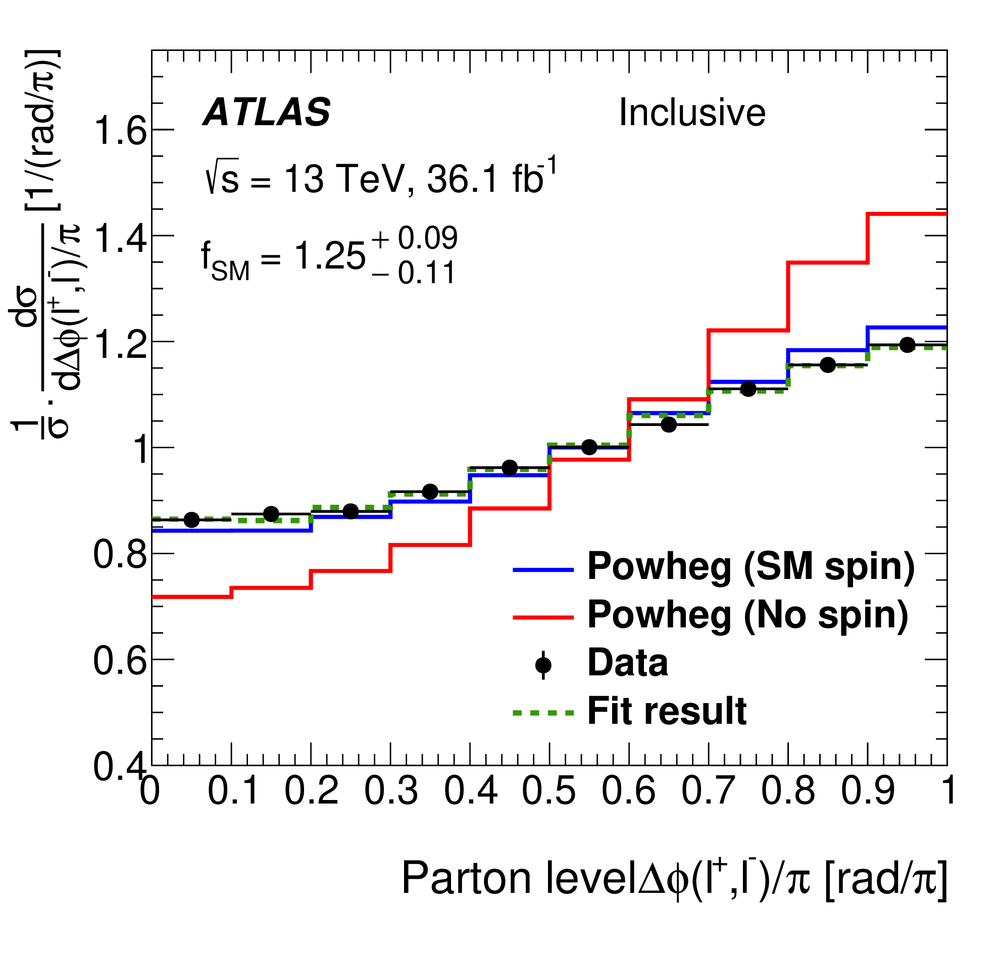 ATLAS
Inclusive
√s = 13 TeV, 36.1 fb⁻¹
f_SM = 1.25 + 0.09 − 0.11
1/σ · dσ/dΔϕ(l⁺,l⁻)/π [1/(rad/π)]
1.6
1.4
1.2
1
0.8
0.6
0.4
Powheg (SM spin)
Powheg (No spin)
Data
Fit result
0 0.1 0.2 0.3 0.4 0.5 0.6 0.7 0.8 0.9 1
Parton levelΔϕ(l⁺,l⁻)/π [rad/π]